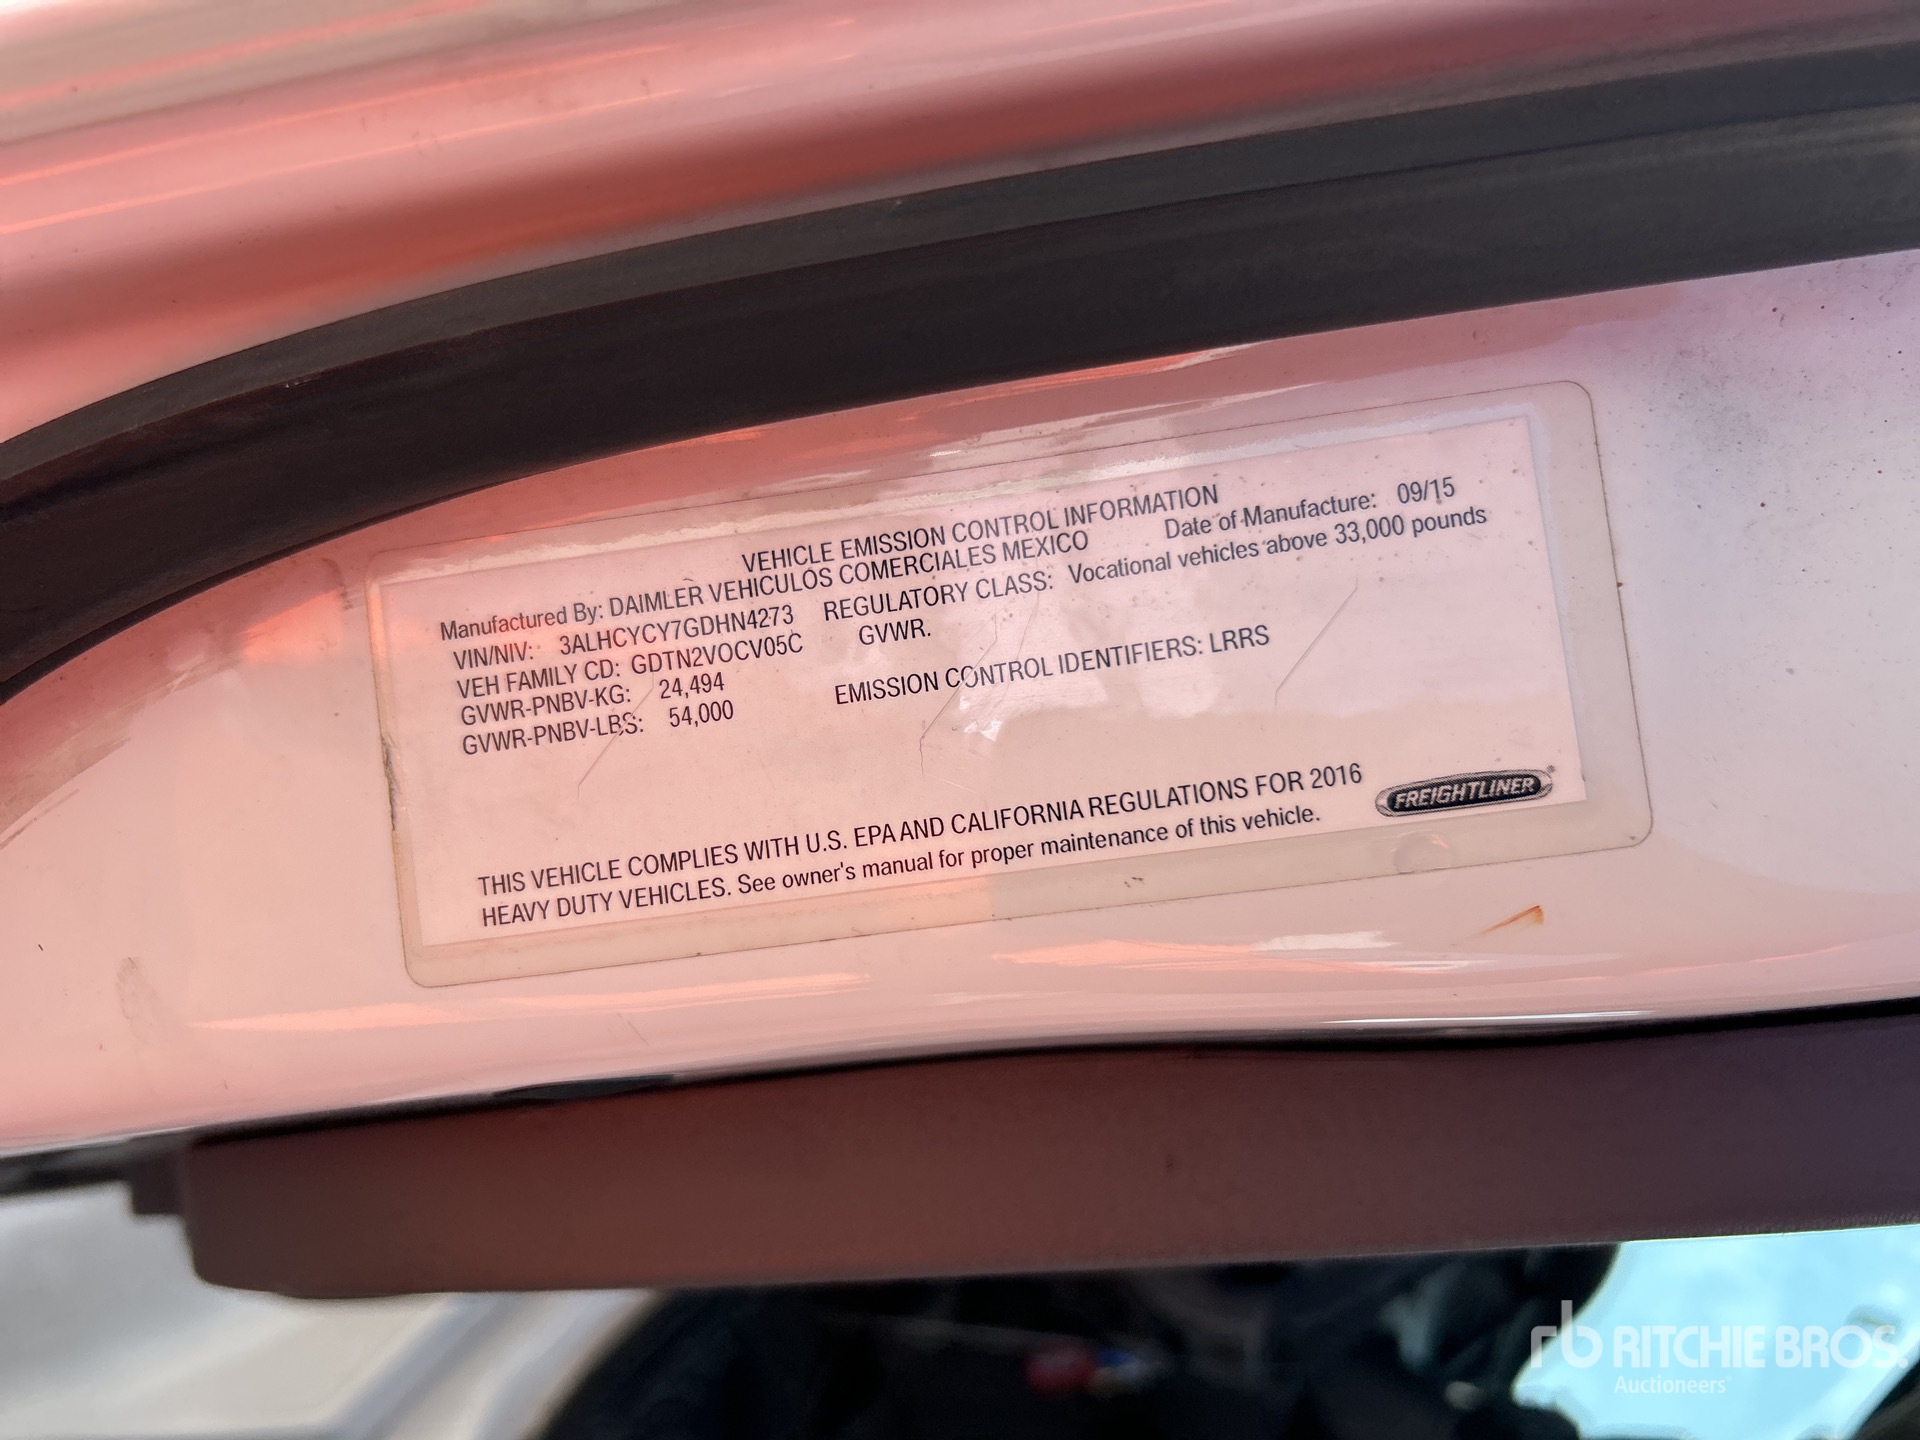 VEHICLE EMISSION CONTROL INFORMATION
Manufactured By: DAIMLER VEHICULOS COMERCIALES MEXICO Date of Manufacture: 09/15
VIN/NIV: 3ALHCYCY7GDHN4273 REGULATORY CLASS: Vocational vehicles above 33,000 pounds
VEH FAMILY CD: GDTN2VOCV05C GVWR.
GVWR-PNBV-KG: 24,494
GVWR-PNBV-LBS: 54,000 EMISSION CONTROL IDENTIFIERS: LRRS
THIS VEHICLE COMPLIES WITH U.S. EPA AND CALIFORNIA REGULATIONS FOR 2016
HEAVY DUTY VEHICLES. See owner's manual for proper maintenance of this vehicle.
FREIGHTLINER®
rb RITCHIE BROS.
Auctioneers